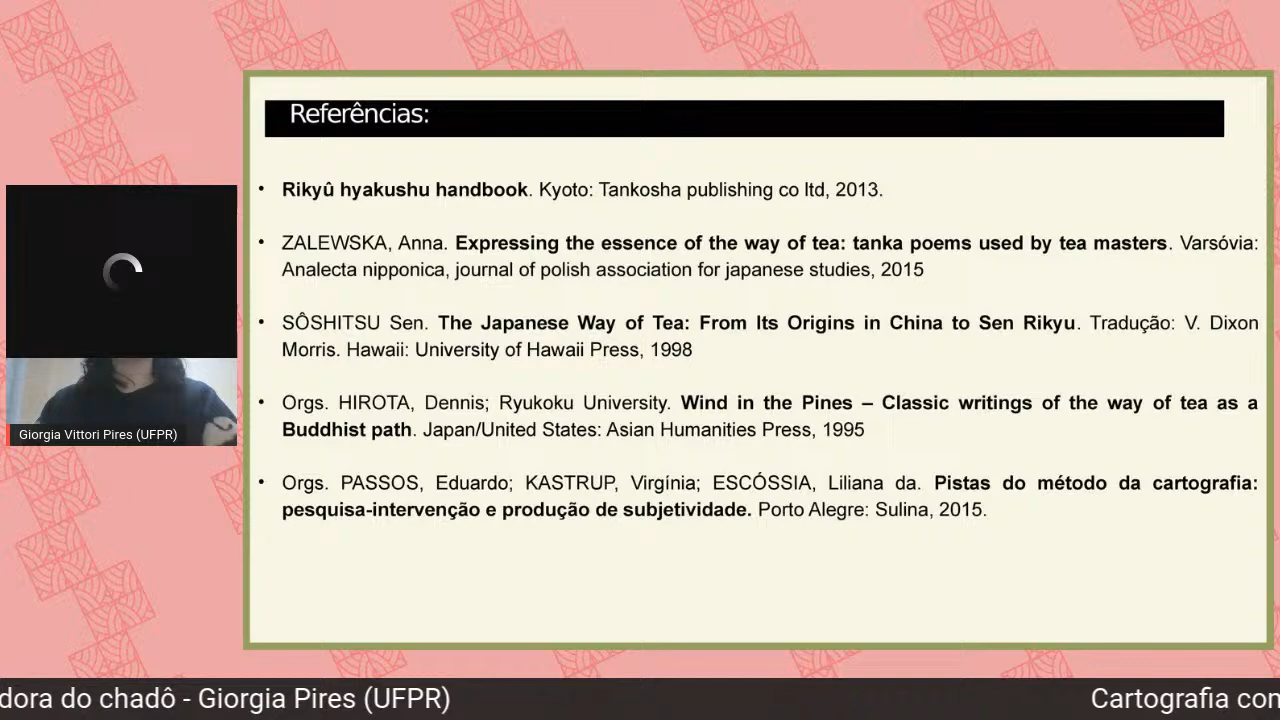 Referências:
• Rikyû hyakushu handbook. Kyoto: Tankosha publishing co ltd, 2013.
• ZALEWSKA, Anna. Expressing the essence of the way of tea: tanka poems used by tea masters. Varsóvia:
Analecta nipponica, journal of polish association for japanese studies, 2015
• SÔSHITSU Sen. The Japanese Way of Tea: From Its Origins in China to Sen Rikyu. Tradução: V. Dixon
Morris. Hawaii: University of Hawaii Press, 1998
• Orgs. HIROTA, Dennis; Ryukoku University. Wind in the Pines – Classic writings of the way of tea as a
Buddhist path. Japan/United States: Asian Humanities Press, 1995
• Orgs. PASSOS, Eduardo; KASTRUP, Virgínia; ESCÓSSIA, Liliana da. Pistas do método da cartografia:
pesquisa-intervenção e produção de subjetividade. Porto Alegre: Sulina, 2015.
Giorgia Vittori Pires (UFPR)
dora do chadô - Giorgia Pires (UFPR)
Cartografia con